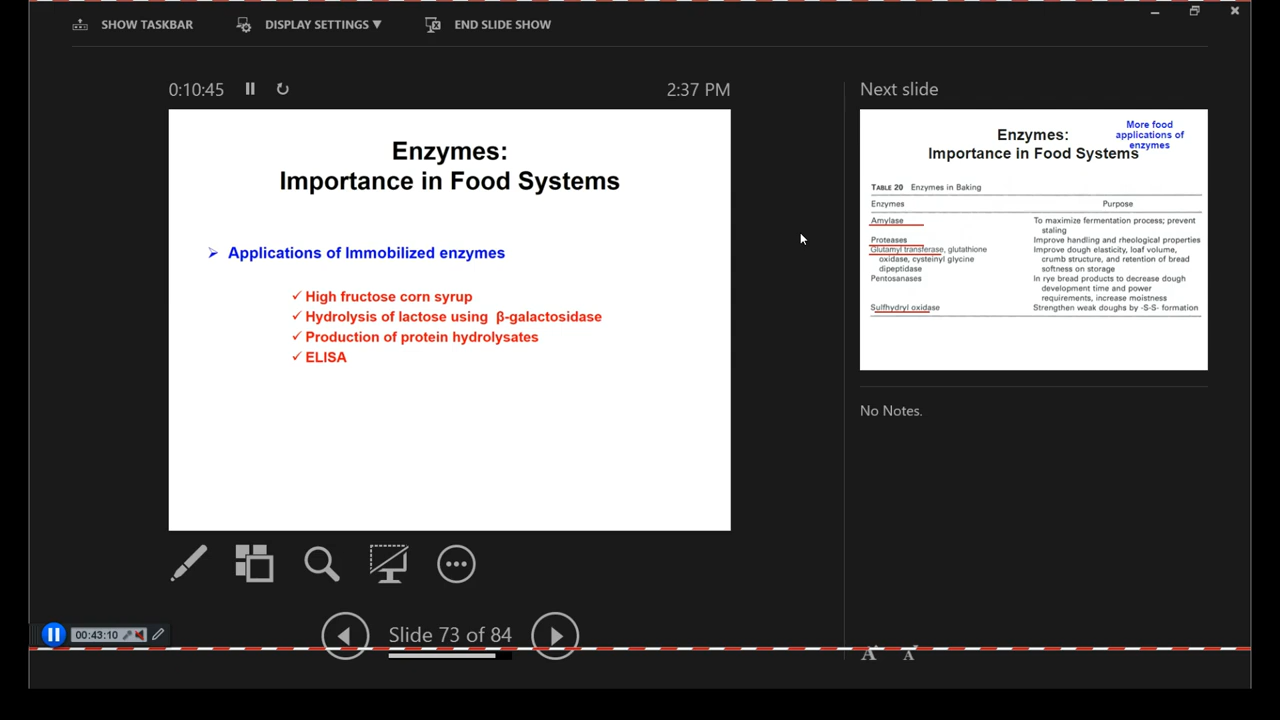 SHOW TASKBAR
DISPLAY SETTINGS ▼
END SLIDE SHOW
0:10:45
2:37 PM
Enzymes:
Importance in Food Systems
➢ Applications of Immobilized enzymes
✓ High fructose corn syrup
✓ Hydrolysis of lactose using β-galactosidase
✓ Production of protein hydrolysates
✓ ELISA
Slide 73 of 84
00:43:10
Next slide
More food
applications of
enzymes
Enzymes:
Importance in Food Systems
TABLE 20 Enzymes in Baking
Enzymes Purpose
Amylase To maximize fermentation process; prevent
staling
Proteases Improve handling and rheological properties
Glutamyl transferase, glutathione Improve dough elasticity, loaf volume,
oxidase, cysteinyl glycine crumb structure, and retention of bread
dipeptidase softness on storage
Pentosanases In rye bread products to decrease dough
development time and power
requirements, increase moistness
Sulfhydryl oxidase Strengthen weak doughs by -S-S- formation
No Notes.
A A